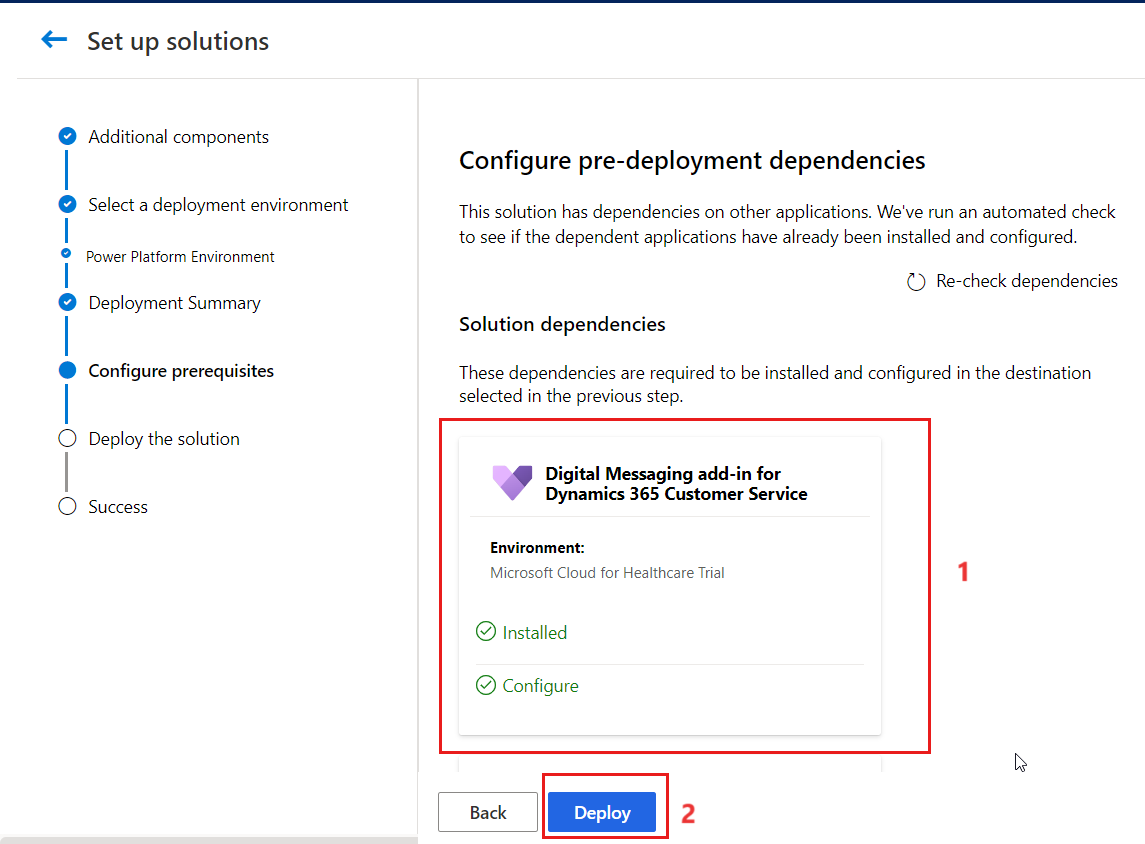 Set up solutions
Additional components
Select a deployment environment
Power Platform Environment
Deployment Summary
Configure prerequisites
Deploy the solution
Success
Configure pre-deployment dependencies
This solution has dependencies on other applications. We've run an automated check
to see if the dependent applications have already been installed and configured.
Re-check dependencies
Solution dependencies
These dependencies are required to be installed and configured in the destination
selected in the previous step.
Digital Messaging add-in for
Dynamics 365 Customer Service
Environment:
Microsoft Cloud for Healthcare Trial
1
Installed
Configure
Back
Deploy
2